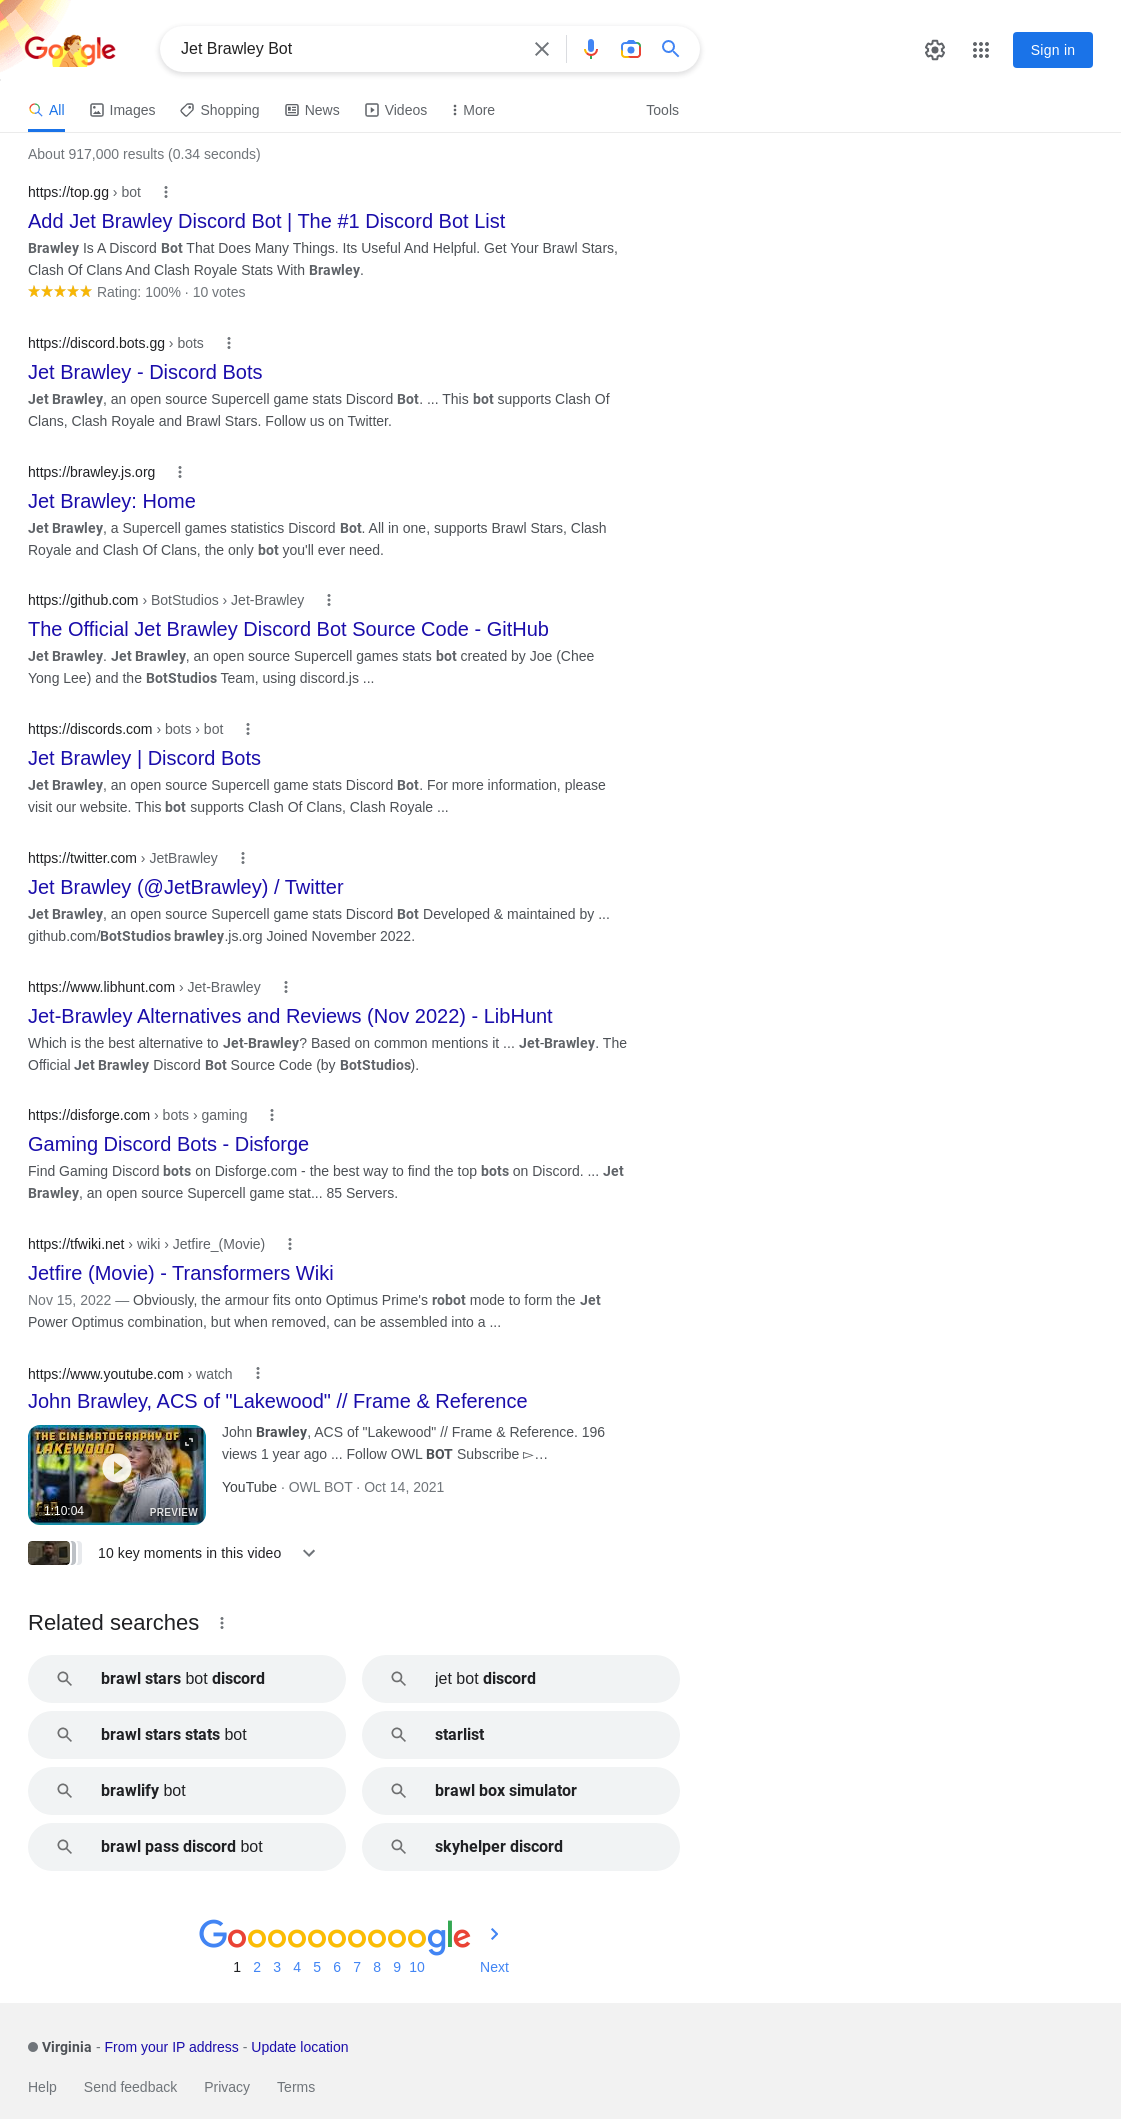 Google
Jet Brawley Bot
Sign in
All
Images
Shopping
News
Videos
More
Tools
About 917,000 results (0.34 seconds)
https://top.gg › bot
Add Jet Brawley Discord Bot | The #1 Discord Bot List
Brawley Is A Discord Bot That Does Many Things. Its Useful And Helpful. Get Your Brawl Stars,
Clash Of Clans And Clash Royale Stats With Brawley.
Rating: 100% · 10 votes
https://discord.bots.gg › bots
Jet Brawley - Discord Bots
Jet Brawley, an open source Supercell game stats Discord Bot. ... This bot supports Clash Of
Clans, Clash Royale and Brawl Stars. Follow us on Twitter.
https://brawley.js.org
Jet Brawley: Home
Jet Brawley, a Supercell games statistics Discord Bot. All in one, supports Brawl Stars, Clash
Royale and Clash Of Clans, the only bot you'll ever need.
https://github.com › BotStudios › Jet-Brawley
The Official Jet Brawley Discord Bot Source Code - GitHub
Jet Brawley. Jet Brawley, an open source Supercell games stats bot created by Joe (Chee
Yong Lee) and the BotStudios Team, using discord.js ...
https://discords.com › bots › bot
Jet Brawley | Discord Bots
Jet Brawley, an open source Supercell game stats Discord Bot. For more information, please
visit our website. This bot supports Clash Of Clans, Clash Royale ...
https://twitter.com › JetBrawley
Jet Brawley (@JetBrawley) / Twitter
Jet Brawley, an open source Supercell game stats Discord Bot Developed & maintained by ...
github.com/BotStudios brawley.js.org Joined November 2022.
https://www.libhunt.com › Jet-Brawley
Jet-Brawley Alternatives and Reviews (Nov 2022) - LibHunt
Which is the best alternative to Jet-Brawley? Based on common mentions it ... Jet-Brawley. The
Official Jet Brawley Discord Bot Source Code (by BotStudios).
https://disforge.com › bots › gaming
Gaming Discord Bots - Disforge
Find Gaming Discord bots on Disforge.com - the best way to find the top bots on Discord. ... Jet
Brawley, an open source Supercell game stat... 85 Servers.
https://tfwiki.net › wiki › Jetfire_(Movie)
Jetfire (Movie) - Transformers Wiki
Nov 15, 2022 — Obviously, the armour fits onto Optimus Prime's robot mode to form the Jet
Power Optimus combination, but when removed, can be assembled into a ...
https://www.youtube.com › watch
John Brawley, ACS of "Lakewood" // Frame & Reference
THE CINEMATOGRAPHY OF
LAKEWOOD
1:10:04
PREVIEW
John Brawley, ACS of "Lakewood" // Frame & Reference. 196
views 1 year ago ... Follow OWL BOT Subscribe ▻…
YouTube · OWL BOT · Oct 14, 2021
10 key moments in this video
Related searches
brawl stars bot discord
jet bot discord
brawl stars stats bot
starlist
brawlify bot
brawl box simulator
brawl pass discord bot
skyhelper discord
Goooooooooogle
1 2 3 4 5 6 7 8 9 10 Next
Virginia - From your IP address - Update location
Help Send feedback Privacy Terms